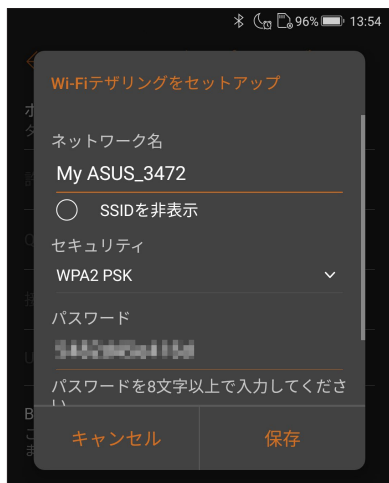 96% 13:54
Wi-Fiテザリングをセットアップ
ネットワーク名
My ASUS_3472
SSIDを非表示
セキュリティ
WPA2 PSK
パスワード
パスワードを8文字以上で入力してくださ
い
キャンセル
保存